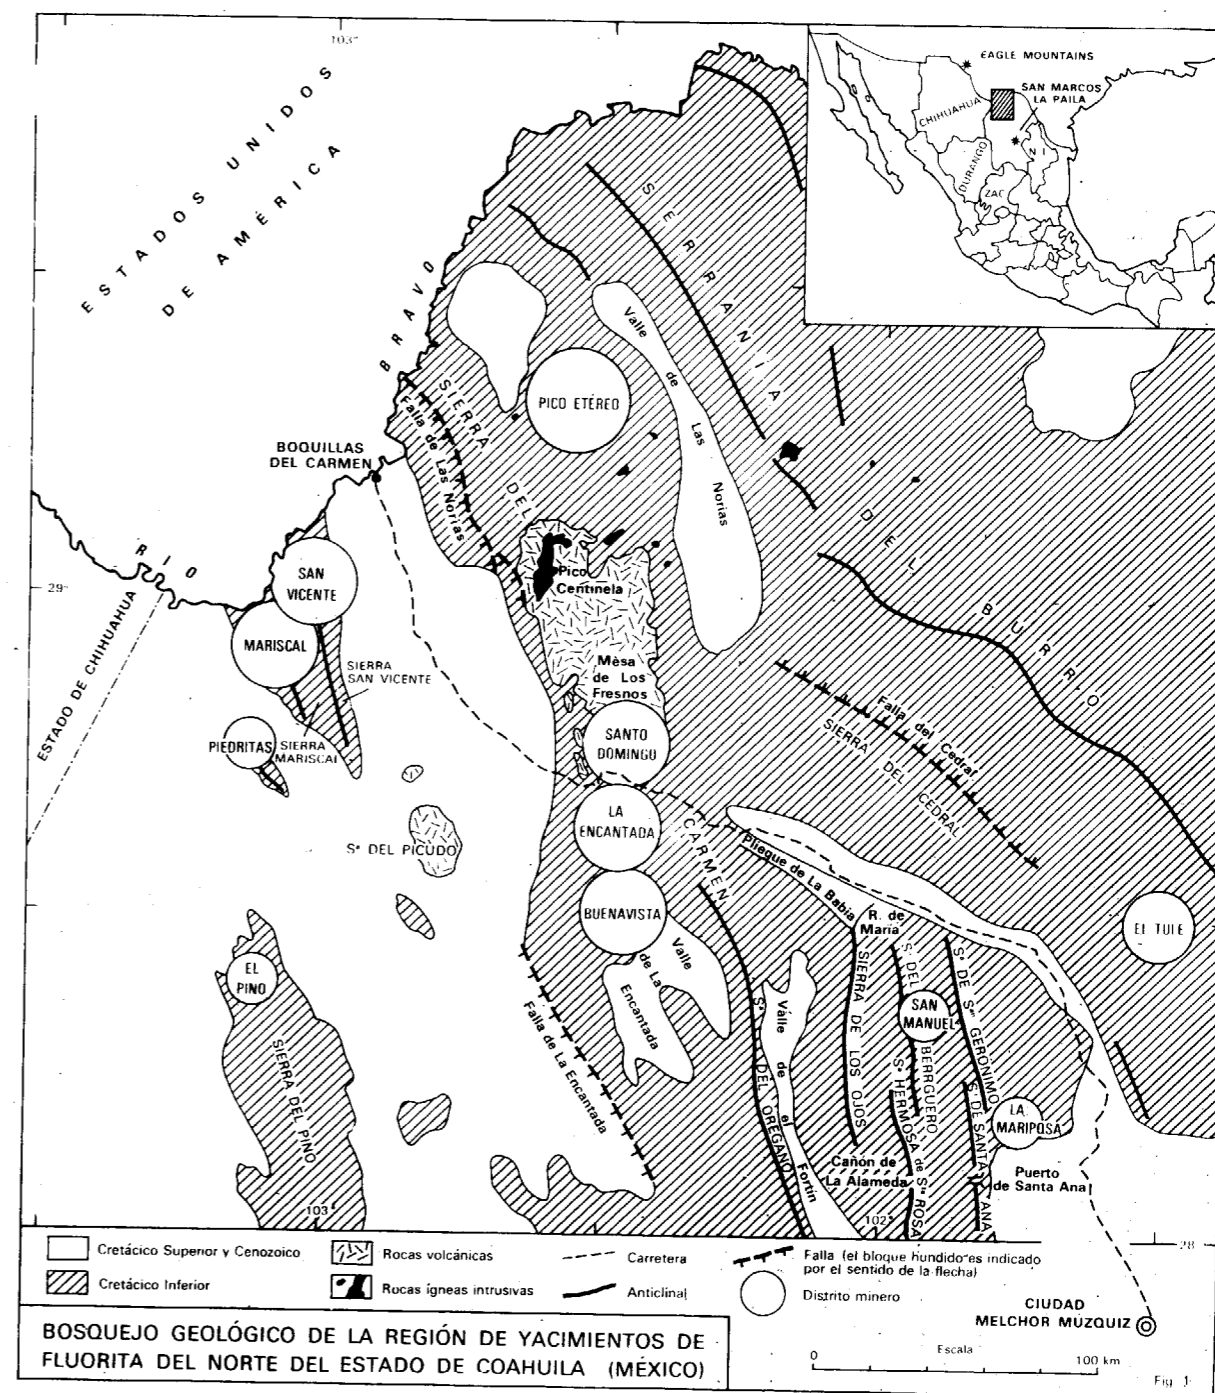 103°
ESTADOS UNIDOS
DE AMÉRICA
EAGLE MOUNTAINS
SAN MARCOS
LA PAILA
CHIHUAHUA
DURANGO
N L
ZAC
SERRANIA DEL BURRO
RIO BRAVO
Valle de Las Norias
PICO ETÉREO
SIERRA DEL CARMEN
Falla de Las Norias
BOQUILLAS
DEL CARMEN
29°
SAN
VICENTE
MARISCAL
SIERRA
SAN VICENTE
SIERRA
MARISCAL
PIEDRITAS
ESTADO DE CHIHUAHUA
Pico
Centinela
Mesa
de Los
Fresnos
SANTO
DOMINGO
Falla del Cedral
SIERRA DEL CEDRAL
LA
ENCANTADA
Sª DEL PICUDO
Pliegue de La Babia
BUENAVISTA
R. de
María
EL TULE
Valle
de La
Encantada
EL
PINO
SIERRA DEL PINO
Falla de La Encantada
Sª DEL OREGANO
Valle de el Fortín
SIERRA DE LOS OJOS
Sª DEL BERRGUERO
SAN
MANUEL
Sª HERMOSA de Sta ROSA
Sª DE San GERÓNIMO
Sª DE SANTA ANA
LA
MARIPOSA
Cañón de
La Alameda
Puerto
de Santa Ana
103°
102°
28
Cretácico Superior y Cenozoico
Cretácico Inferior
Rocas volcánicas
Rocas ígneas intrusivas
Carretera
Anticlinal
Falla (el bloque hundido es indicado
por el sentido de la flecha)
Distrito minero
CIUDAD
MELCHOR MÚZQUIZ
BOSQUEJO GEOLÓGICO DE LA REGIÓN DE YACIMIENTOS DE
FLUORITA DEL NORTE DEL ESTADO DE COAHUILA (MÉXICO)
0 Escala 100 km
Fig 1